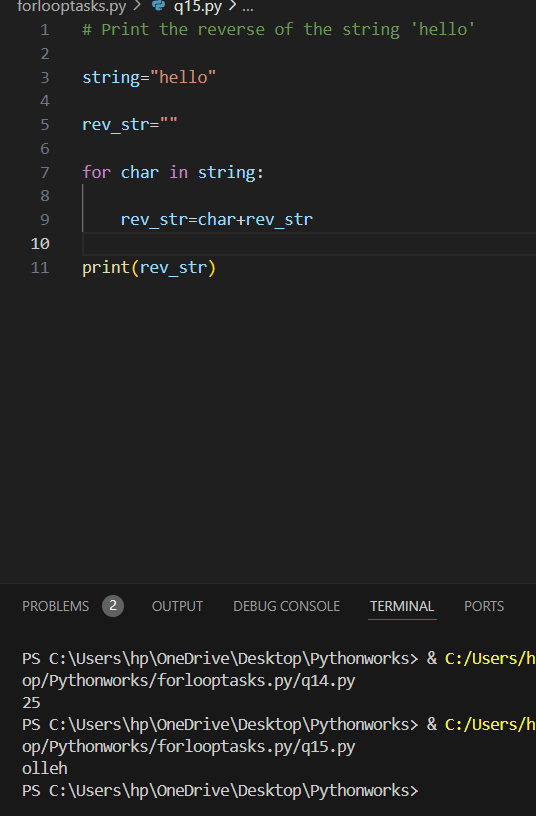 forlooptasks.py > q15.py > ...
1 # Print the reverse of the string 'hello'
2
3 string="hello"
4
5 rev_str=""
6
7 for char in string:
8
9 rev_str=char+rev_str
10
11 print(rev_str)
PROBLEMS 2 OUTPUT DEBUG CONSOLE TERMINAL PORTS
PS C:\Users\hp\OneDrive\Desktop\Pythonworks> & C:/Users/h
op/Pythonworks/forlooptasks.py/q14.py
25
PS C:\Users\hp\OneDrive\Desktop\Pythonworks> & C:/Users/h
op/Pythonworks/forlooptasks.py/q15.py
olleh
PS C:\Users\hp\OneDrive\Desktop\Pythonworks>